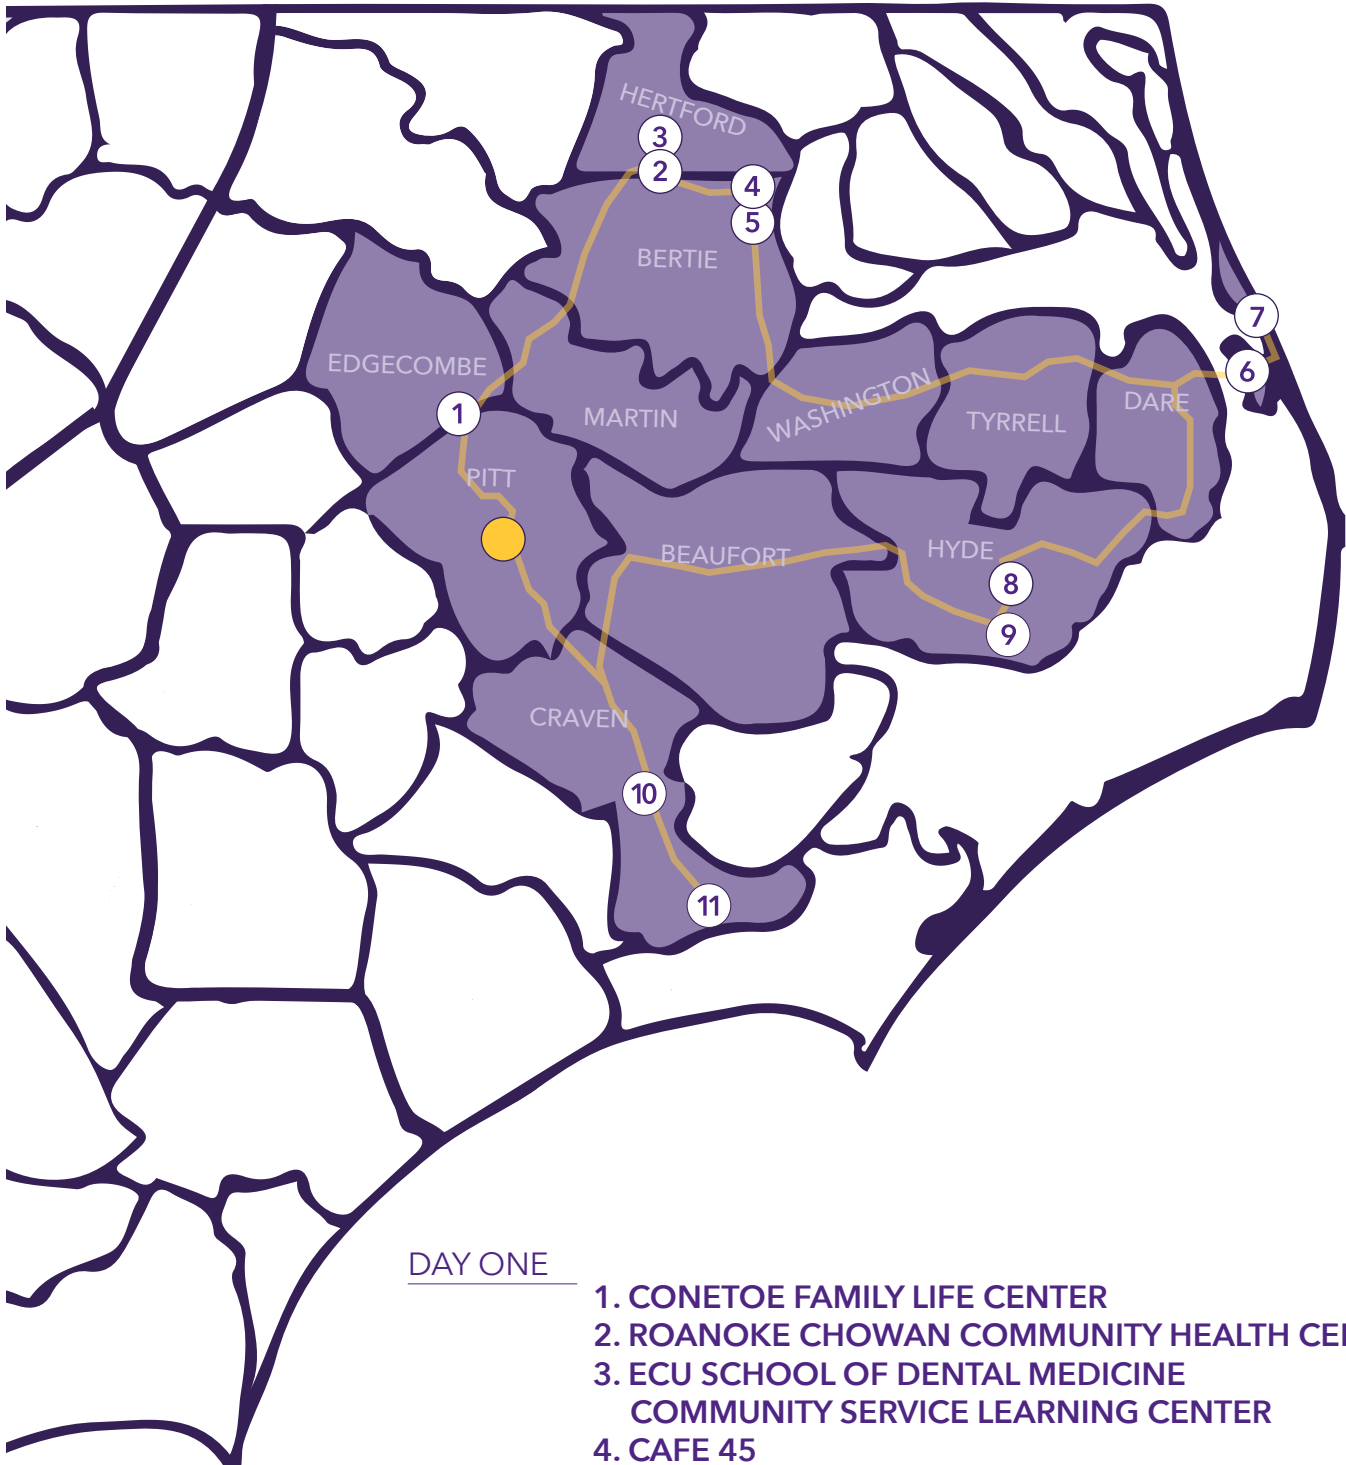 HERTFORD
3
2
4
5
BERTIE
7
EDGECOMBE
6
1
MARTIN
WASHINGTON
TYRRELL
DARE
PITT
BEAUFORT
HYDE
8
9
CRAVEN
10
11
DAY ONE
1. CONETOE FAMILY LIFE CENTER
2. ROANOKE CHOWAN COMMUNITY HEALTH CE
3. ECU SCHOOL OF DENTAL MEDICINE
COMMUNITY SERVICE LEARNING CENTER
4. CAFE 45